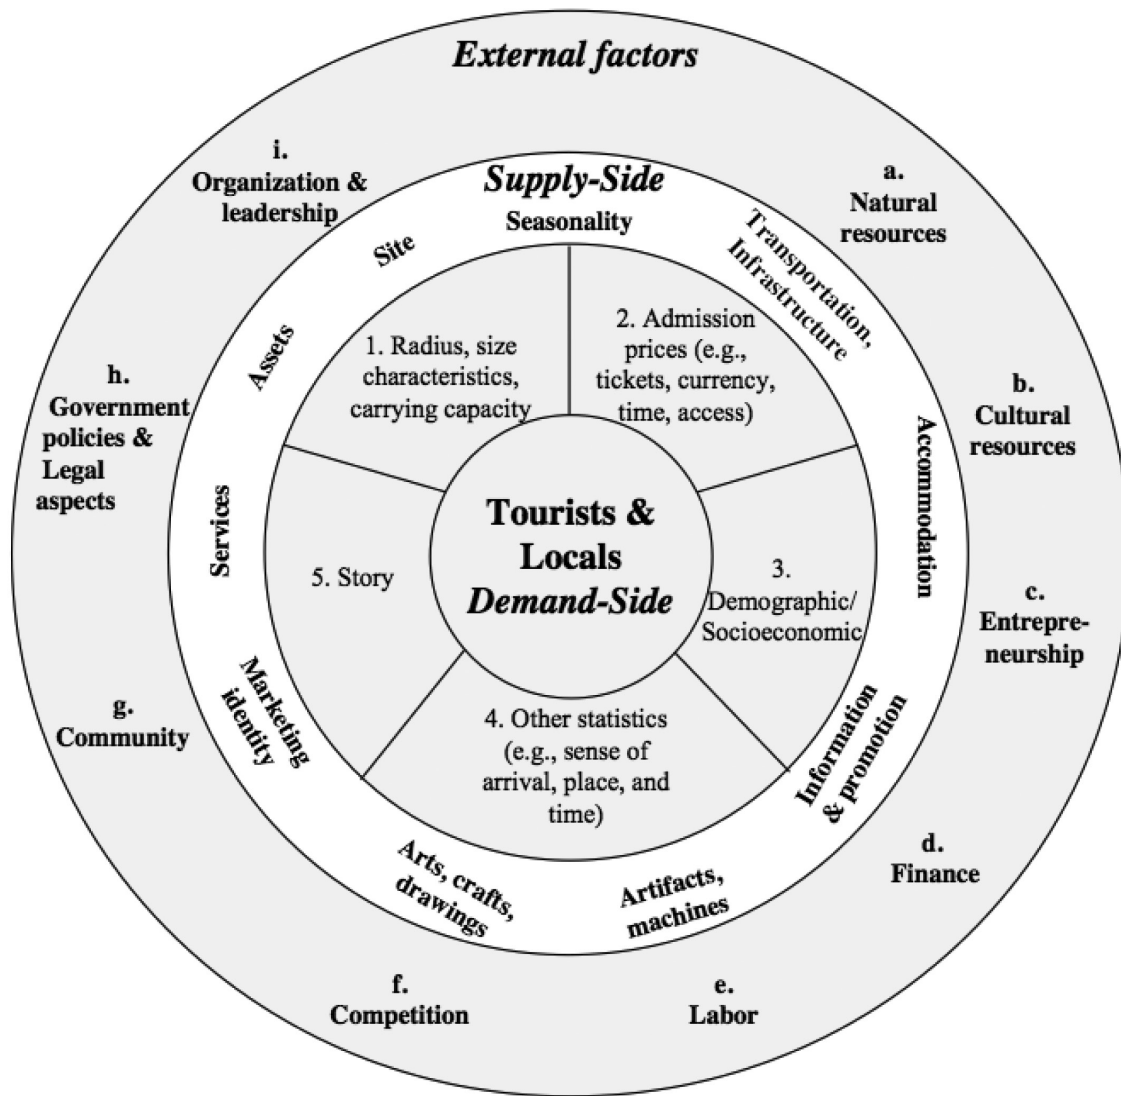 External factors
a.
Natural
resources
b.
Cultural
resources
c.
Entrepre-
neurship
d.
Finance
e.
Labor
f.
Competition
g.
Community
h.
Government
policies &
Legal
aspects
i.
Organization &
leadership
Supply-Side
Seasonality
Transportation,
Infrastructure
Accommodation
Information
& promotion
Artifacts,
machines
Arts, crafts,
drawings
Marketing
identity
Services
Assets
Site
1. Radius, size
characteristics,
carrying capacity
2. Admission
prices (e.g.,
tickets, currency,
time, access)
3.
Demographic/
Socioeconomic
4. Other statistics
(e.g., sense of
arrival, place, and
time)
5. Story
Tourists &
Locals
Demand-Side